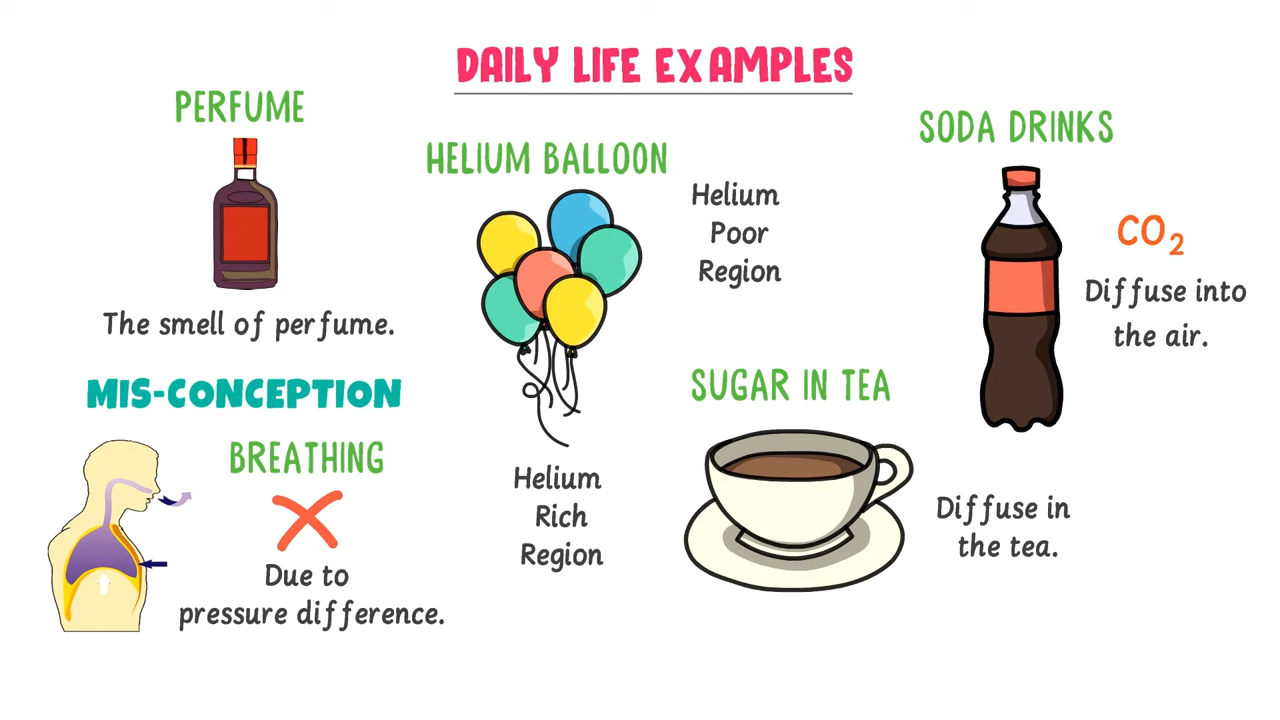 DAILY LIFE EXAMPLES
PERFUME
The smell of perfume.
HELIUM BALLOON
Helium
Poor
Region
Helium
Rich
Region
SODA DRINKS
CO₂
Diffuse into
the air.
SUGAR IN TEA
Diffuse in
the tea.
MIS-CONCEPTION
BREATHING
Due to
pressure difference.